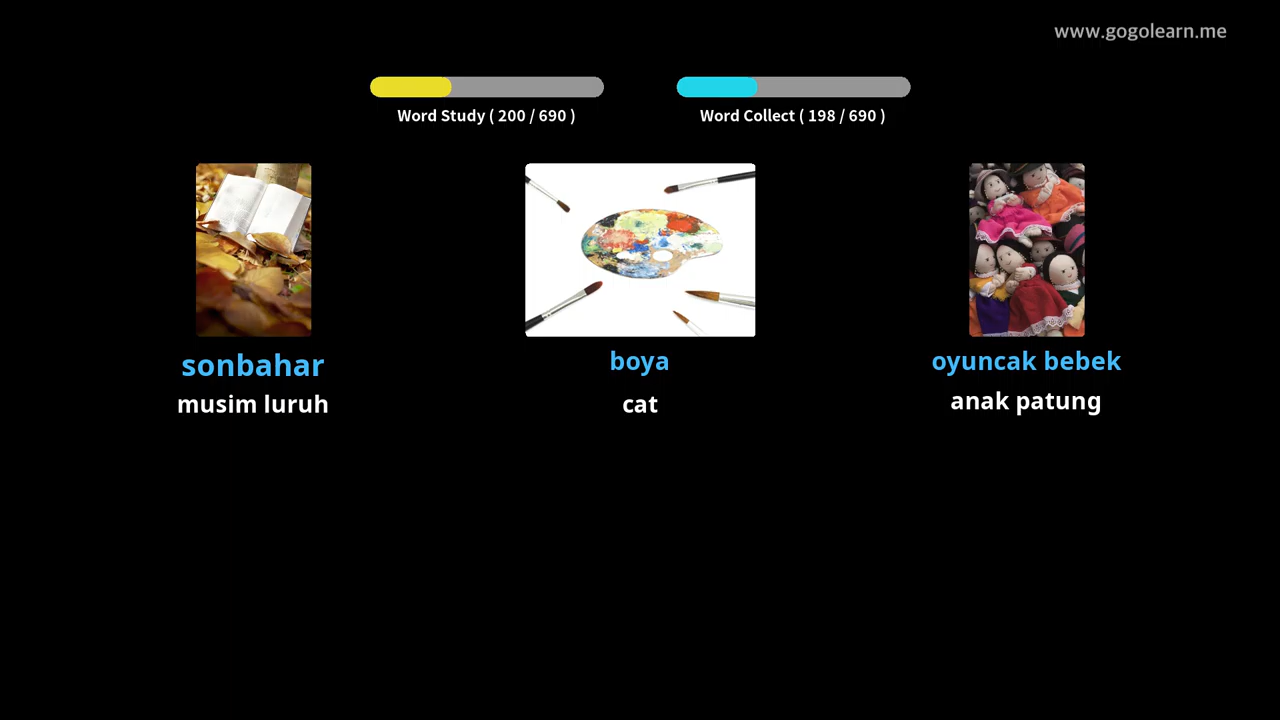 www.gogolearn.me
Word Study ( 200 / 690 )
Word Collect ( 198 / 690 )
sonbahar
musim luruh
boya
cat
oyuncak bebek
anak patung